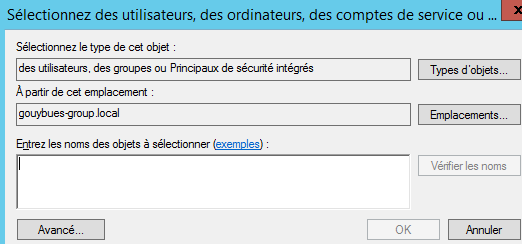 Sélectionnez des utilisateurs, des ordinateurs, des comptes de service ou ...
Sélectionnez le type de cet objet :
des utilisateurs, des groupes ou Principaux de sécurité intégrés
Types d'objets...
À partir de cet emplacement :
gouybues-group.local
Emplacements...
Entrez les noms des objets à sélectionner (exemples) :
Vérifier les noms
Avancé...
OK
Annuler